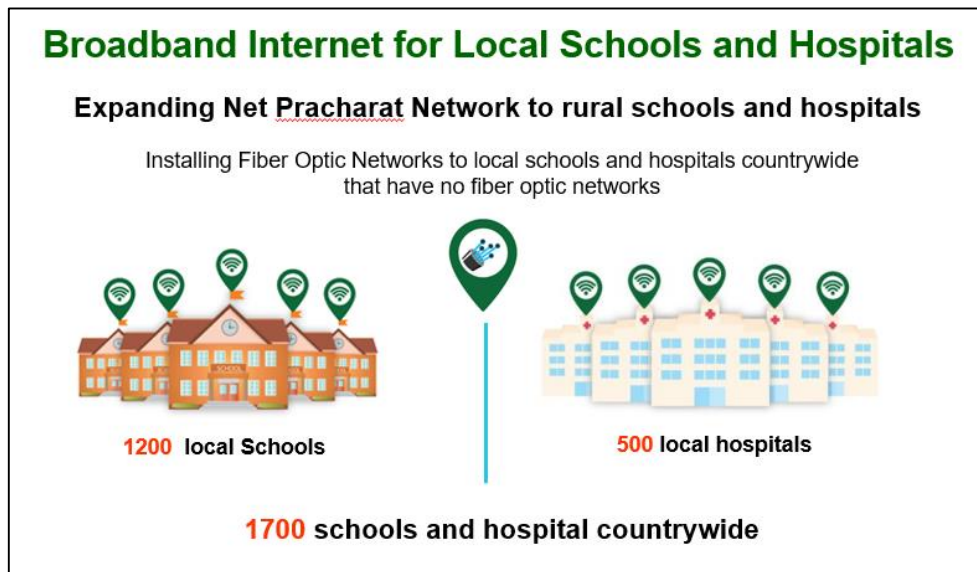 Broadband Internet for Local Schools and Hospitals
Expanding Net Pracharat Network to rural schools and hospitals
Installing Fiber Optic Networks to local schools and hospitals countrywide
that have no fiber optic networks
SCHOOL
1200 local Schools
500 local hospitals
1700 schools and hospital countrywide